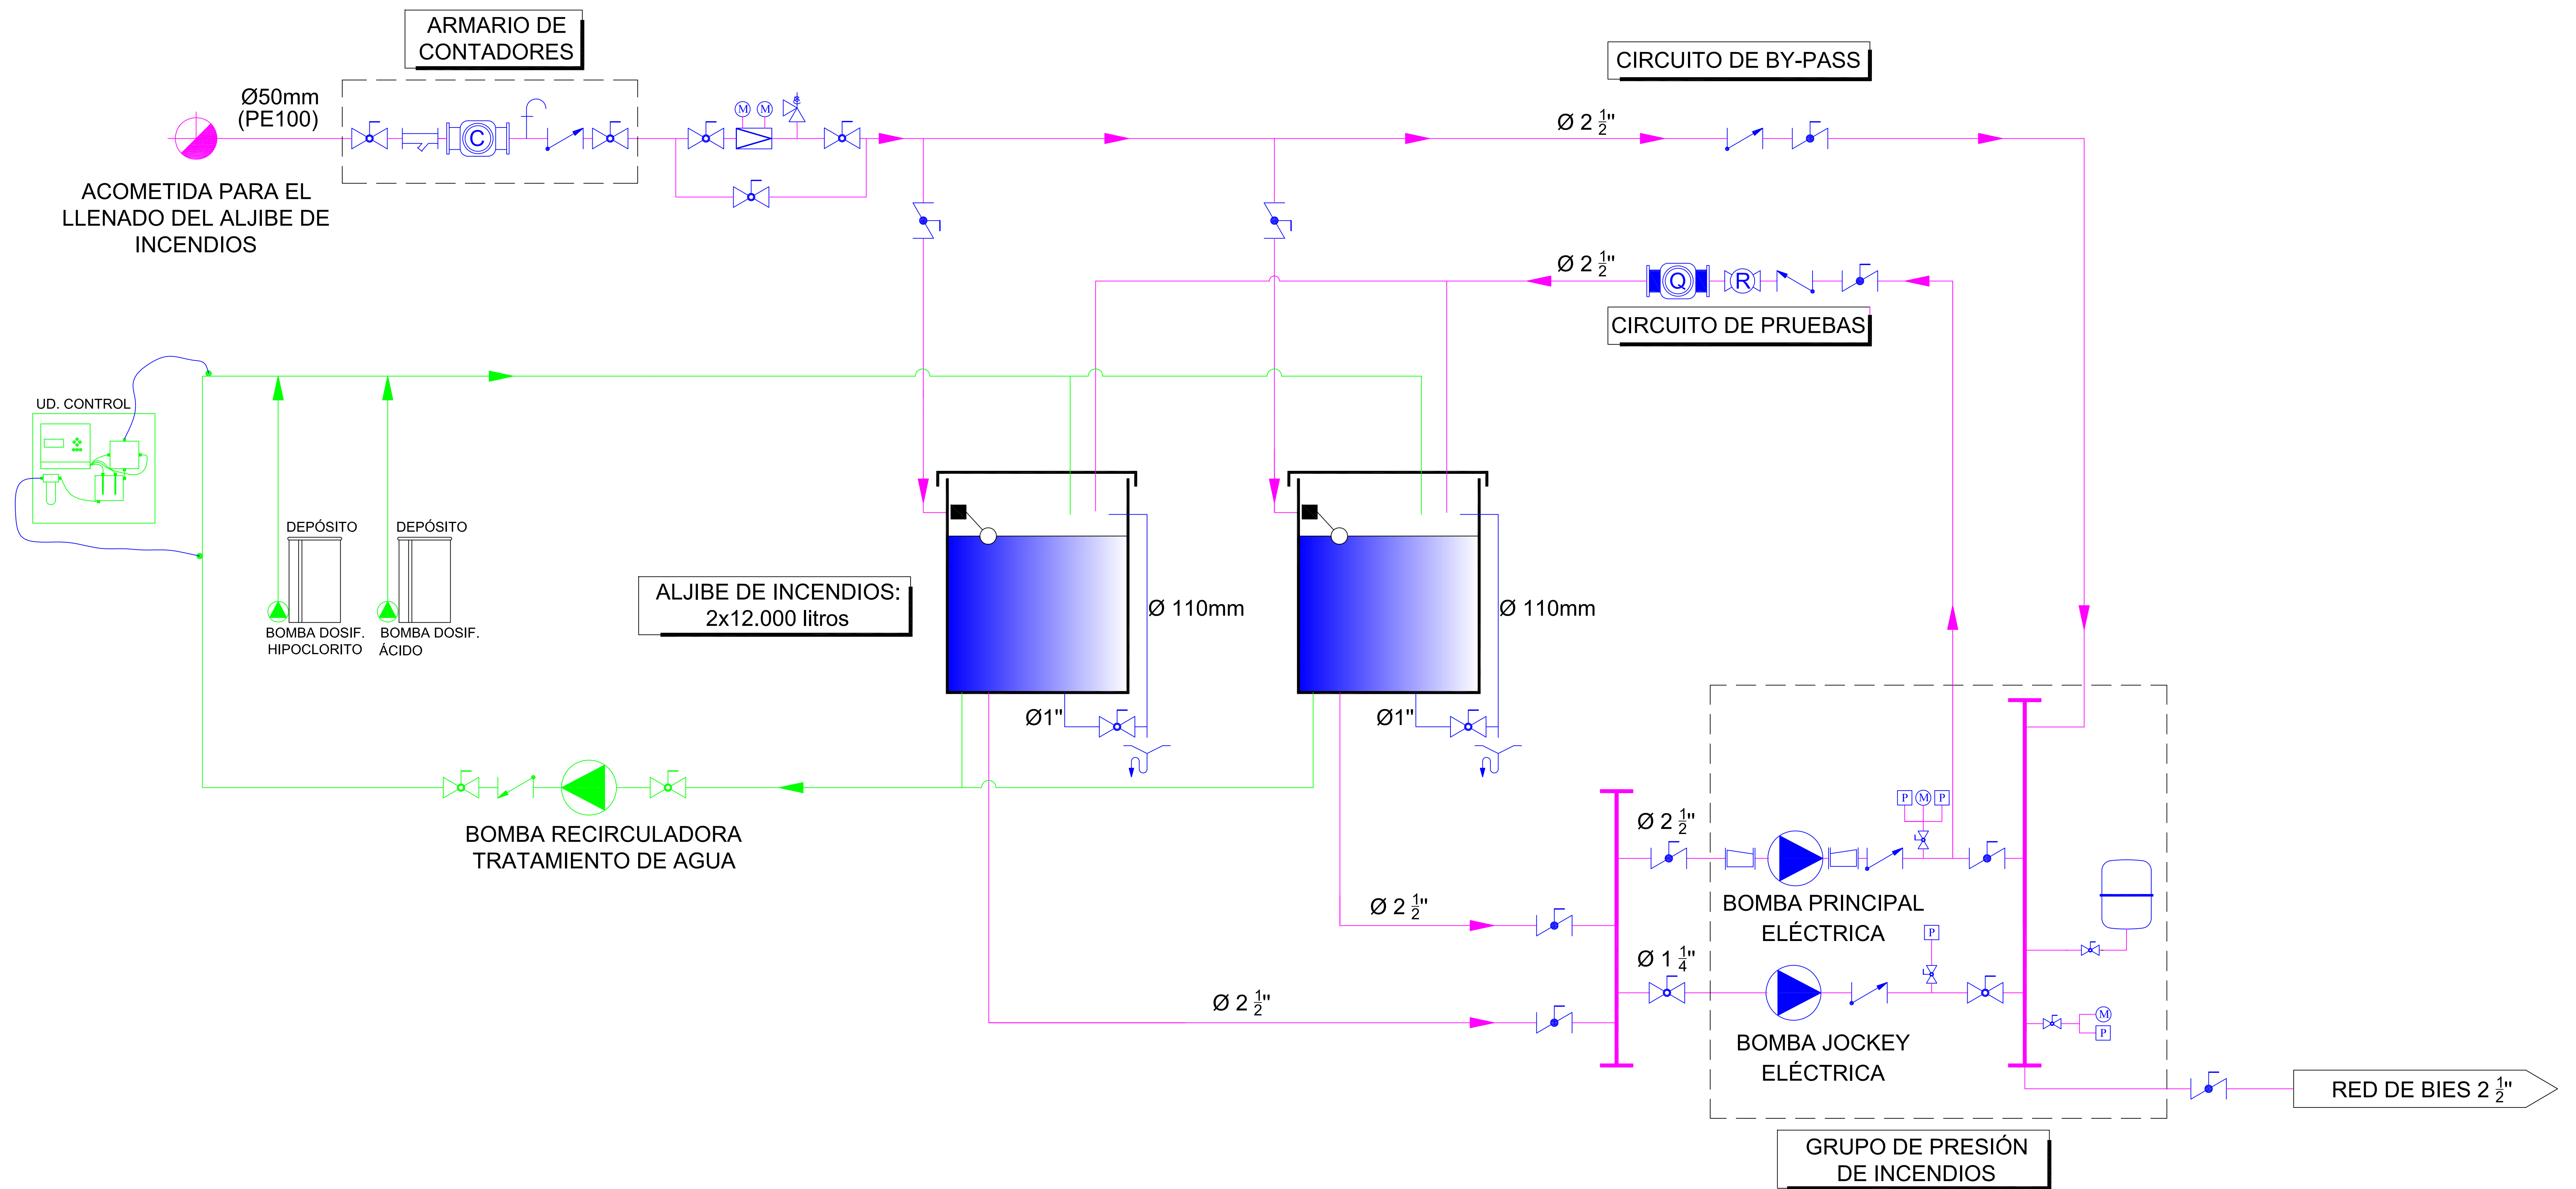 ARMARIO DE
CONTADORES
CIRCUITO DE BY-PASS
Ø50mm
(PE100)
C
M
M
Ø 2 1/2"
ACOMETIDA PARA EL
LLENADO DEL ALJIBE DE
INCENDIOS
Ø 2 1/2"
Q
R
CIRCUITO DE PRUEBAS
UD. CONTROL
DEPÓSITO
DEPÓSITO
BOMBA DOSIF.
HIPOCLORITO
BOMBA DOSIF.
ÁCIDO
ALJIBE DE INCENDIOS:
2x12.000 litros
Ø 110mm
Ø 110mm
Ø1"
Ø1"
BOMBA RECIRCULADORA
TRATAMIENTO DE AGUA
Ø 2 1/2"
P
M
P
BOMBA PRINCIPAL
ELÉCTRICA
Ø 2 1/2"
P
Ø 1 1/4"
Ø 2 1/2"
M
P
BOMBA JOCKEY
ELÉCTRICA
RED DE BIES 2 1/2"
GRUPO DE PRESIÓN
DE INCENDIOS